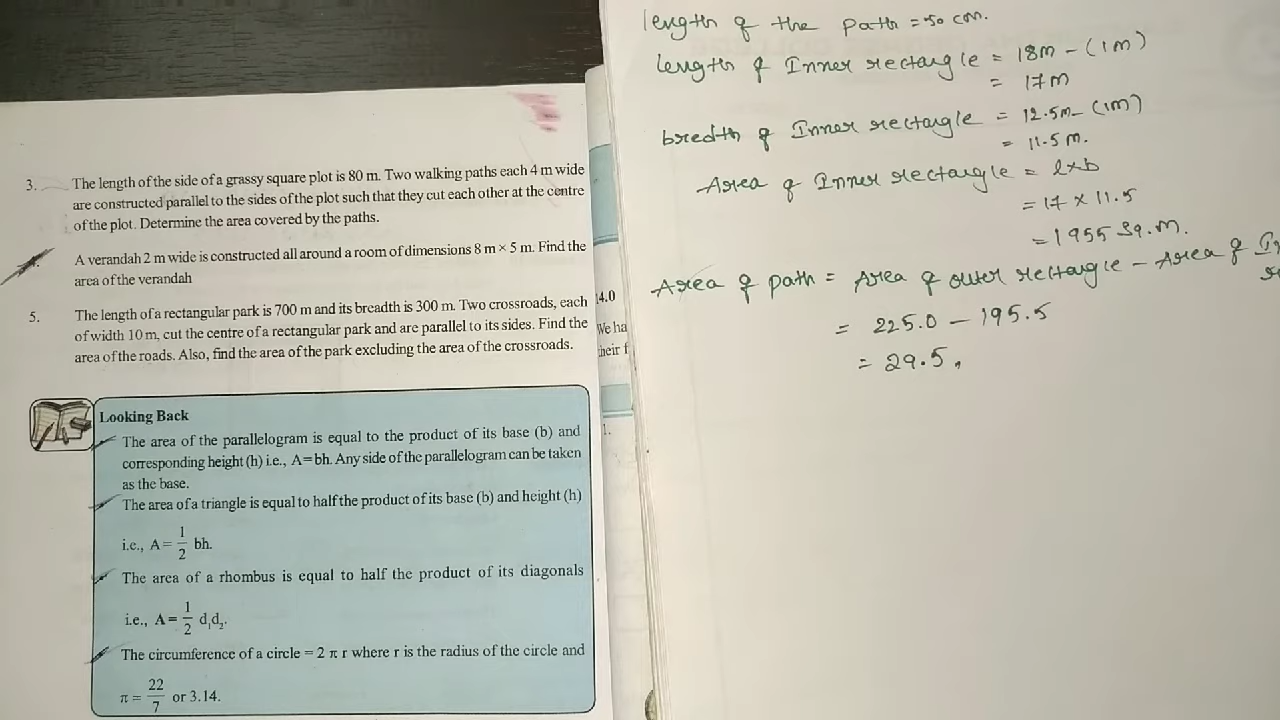 3. The length of the side of a grassy square plot is 80 m. Two walking paths each 4 m wide
are constructed parallel to the sides of the plot such that they cut each other at the centre
of the plot. Determine the area covered by the paths.
A verandah 2 m wide is constructed all around a room of dimensions 8 m × 5 m. Find the
area of the verandah
5. The length of a rectangular park is 700 m and its breadth is 300 m. Two crossroads, each
of width 10 m, cut the centre of a rectangular park and are parallel to its sides. Find the
area of the roads. Also, find the area of the park excluding the area of the crossroads.
Looking Back
The area of the parallelogram is equal to the product of its base (b) and
corresponding height (h) i.e., A=bh. Any side of the parallelogram can be taken
as the base.
The area of a triangle is equal to half the product of its base (b) and height (h)
i.e., A = 1/2 bh.
The area of a rhombus is equal to half the product of its diagonals
i.e., A = 1/2 d₁d₂.
The circumference of a circle = 2 π r where r is the radius of the circle and
π = 22/7 or 3.14.
14.0
We ha
their f
1.
length of the path = 50 cm.
length of Inner rectangle = 18m - (1m)
= 17m
bredth of Inner rectangle = 12.5m - (1m)
= 11.5 m.
Area of Inner rectangle = l×b
= 17 × 11.5
= 1955 sq.m.
Area of path = Area of outer rectangle - Area of
= 225.0 - 195.5
= 29.5,